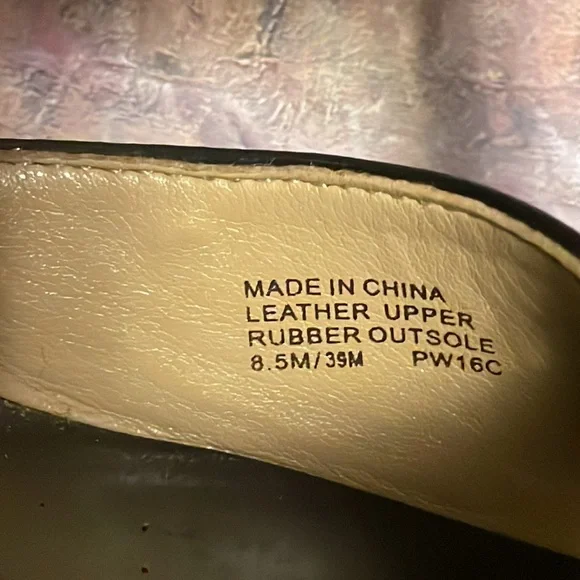 MADE IN CHINA
LEATHER UPPER
RUBBER OUTSOLE
8.5M/39M PW16C